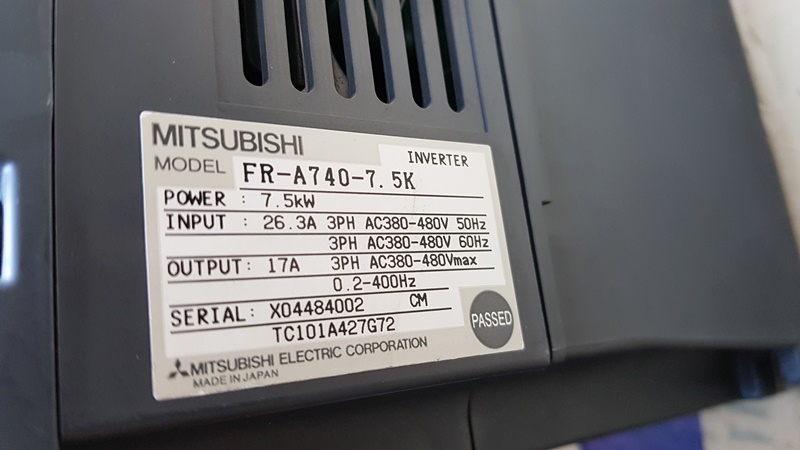 MITSUBISHI
INVERTER
MODEL FR-A740-7.5K
POWER : 7.5kW
INPUT : 26.3A 3PH AC380-480V 50Hz
3PH AC380-480V 60Hz
OUTPUT: 17A 3PH AC380-480Vmax
0.2-400Hz
SERIAL: X04484002 CM
TC101A427G72
PASSED
MITSUBISHI ELECTRIC CORPORATION
MADE IN JAPAN